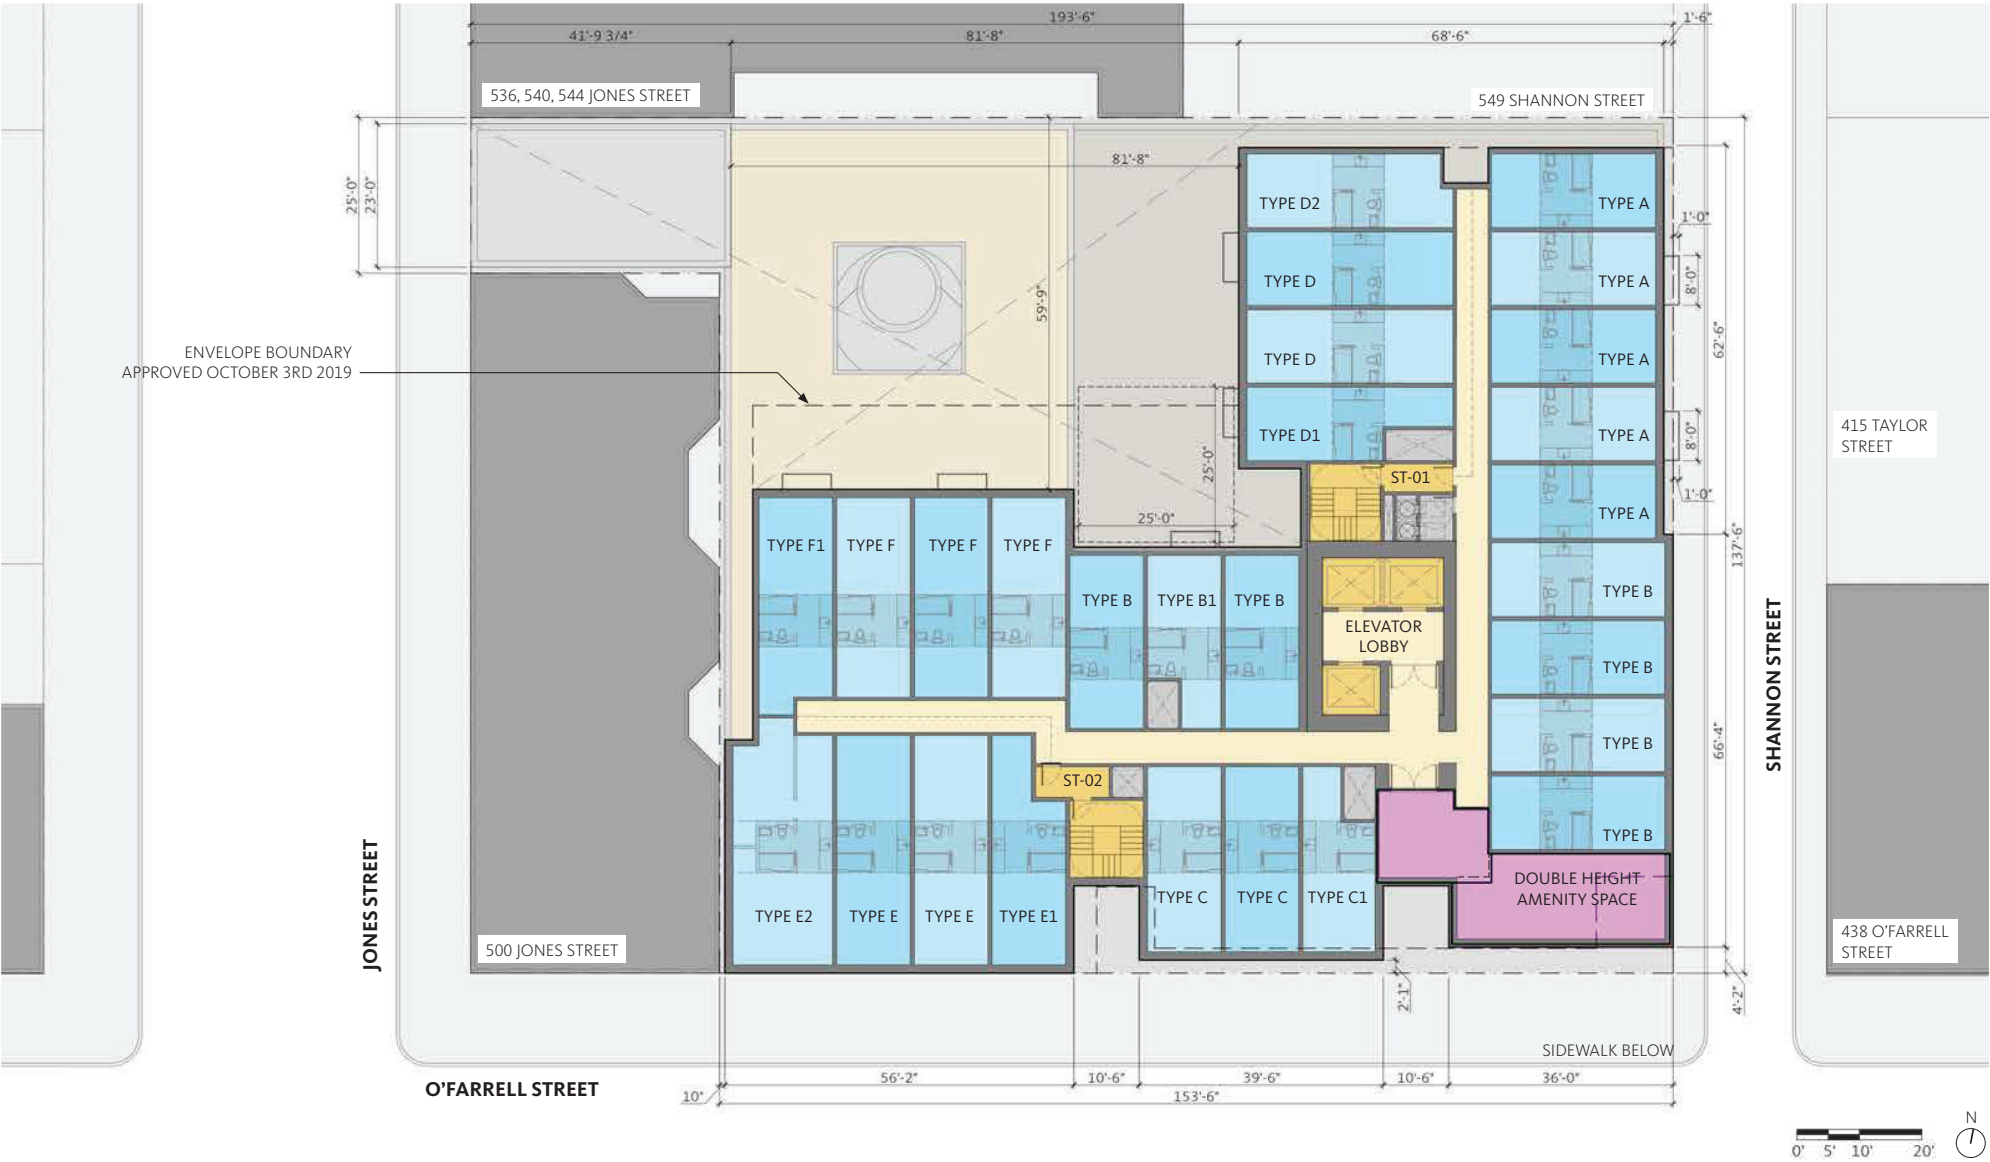 193'-6"
1'-6"
41'-9 3/4"
81'-8"
68'-6"
536, 540, 544 JONES STREET
549 SHANNON STREET
81'-8"
25'-0"
23'-0"
TYPE D2
TYPE A
1'-0"
TYPE D
TYPE A
8'-0"
59'-9"
62'-6"
ENVELOPE BOUNDARY
APPROVED OCTOBER 3RD 2019
TYPE D
TYPE A
415 TAYLOR
STREET
TYPE D1
TYPE A
8'-0"
25'-0"
ST-01
1'-0"
25'-0"
TYPE A
137'-6"
TYPE F1
TYPE F
TYPE F
TYPE F
TYPE B
TYPE B1
TYPE B
TYPE B
ELEVATOR
LOBBY
TYPE B
SHANNON STREET
66'-4"
TYPE B
ST-02
TYPE B
JONES STREET
DOUBLE HEIGHT
AMENITY SPACE
TYPE E2
TYPE E
TYPE E
TYPE E1
TYPE C
TYPE C
TYPE C1
500 JONES STREET
438 O'FARRELL
STREET
2'-1"
4'-2"
SIDEWALK BELOW
O'FARRELL STREET
56'-2"
10'-6"
39'-6"
10'-6"
36'-0"
10"
153'-6"
N
0' 5' 10' 20'